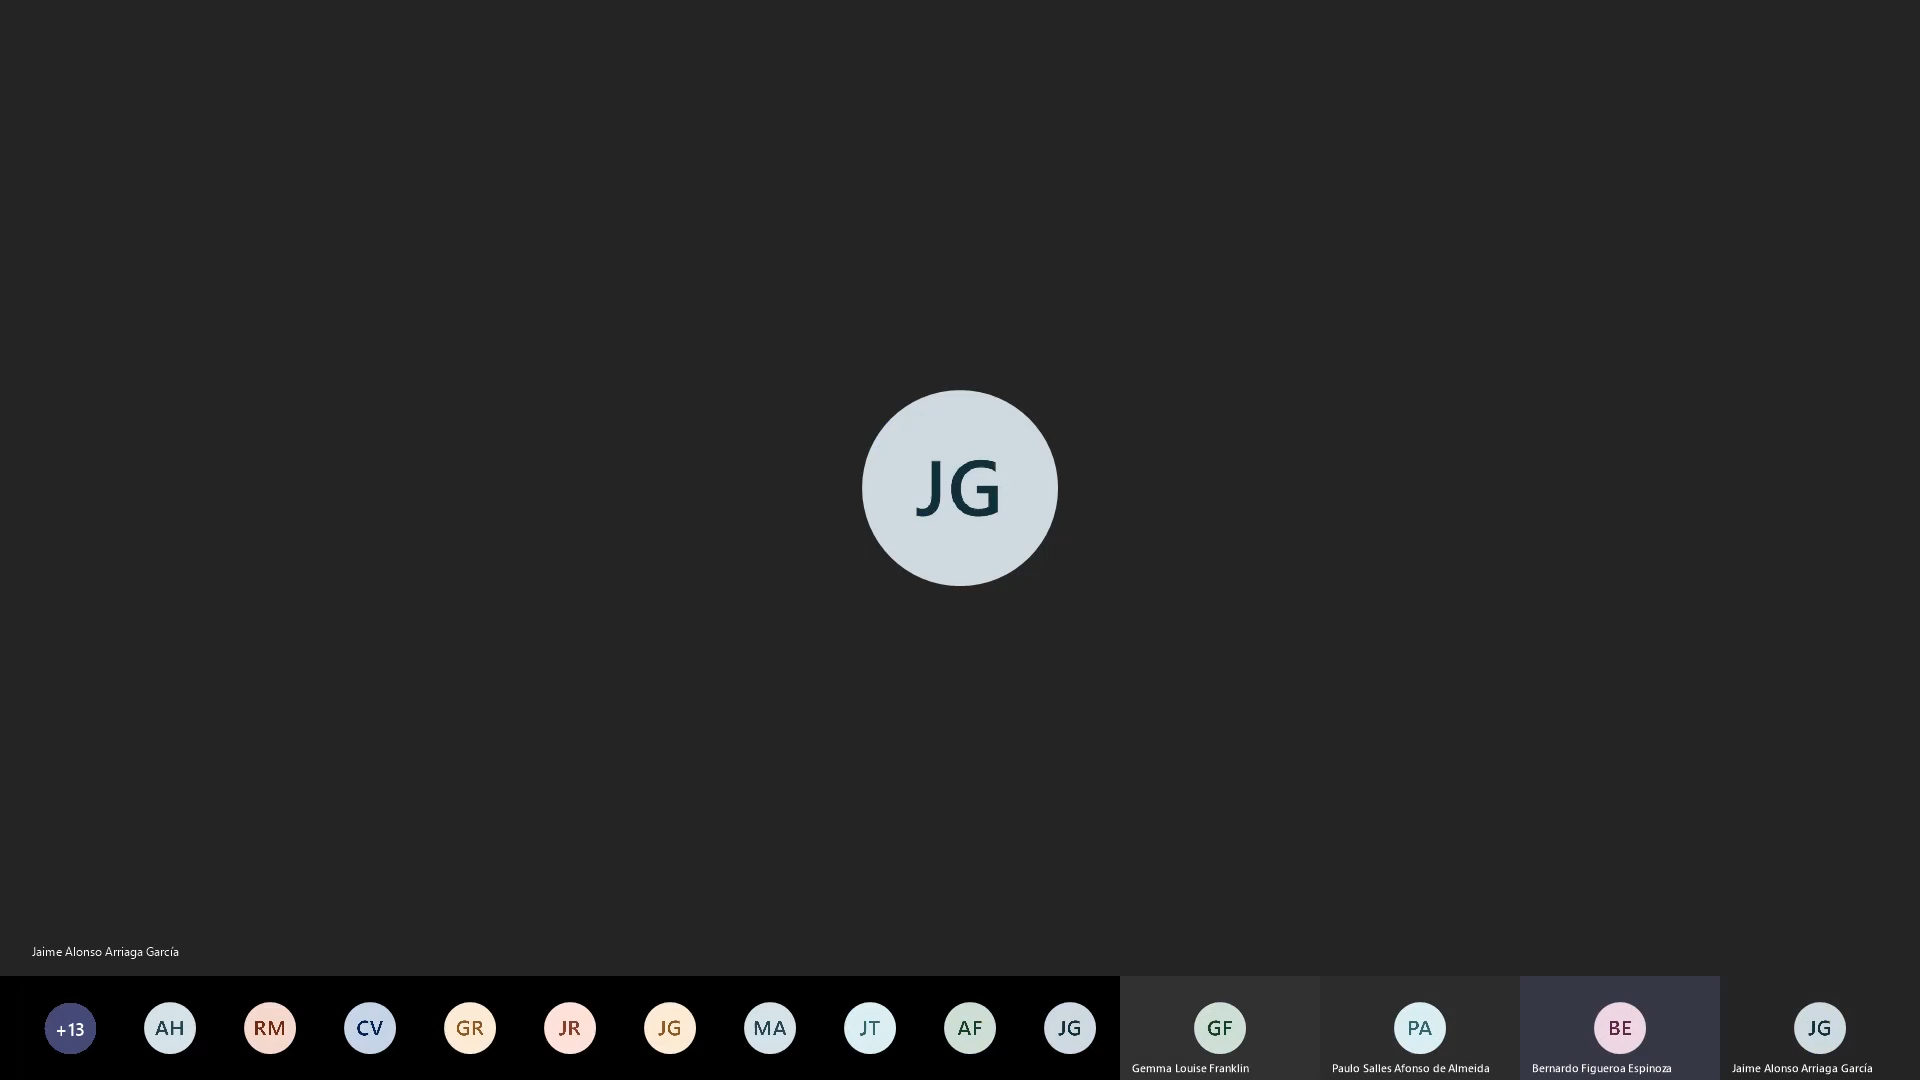 JG
Jaime Alonso Arriaga García
+13
AH
RM
CV
GR
JR
JG
MA
JT
AF
JG
GF
PA
BE
JG
Gemma Louise Franklin
Paulo Salles Afonso de Almeida
Bernardo Figueroa Espinoza
Jaime Alonso Arriaga García